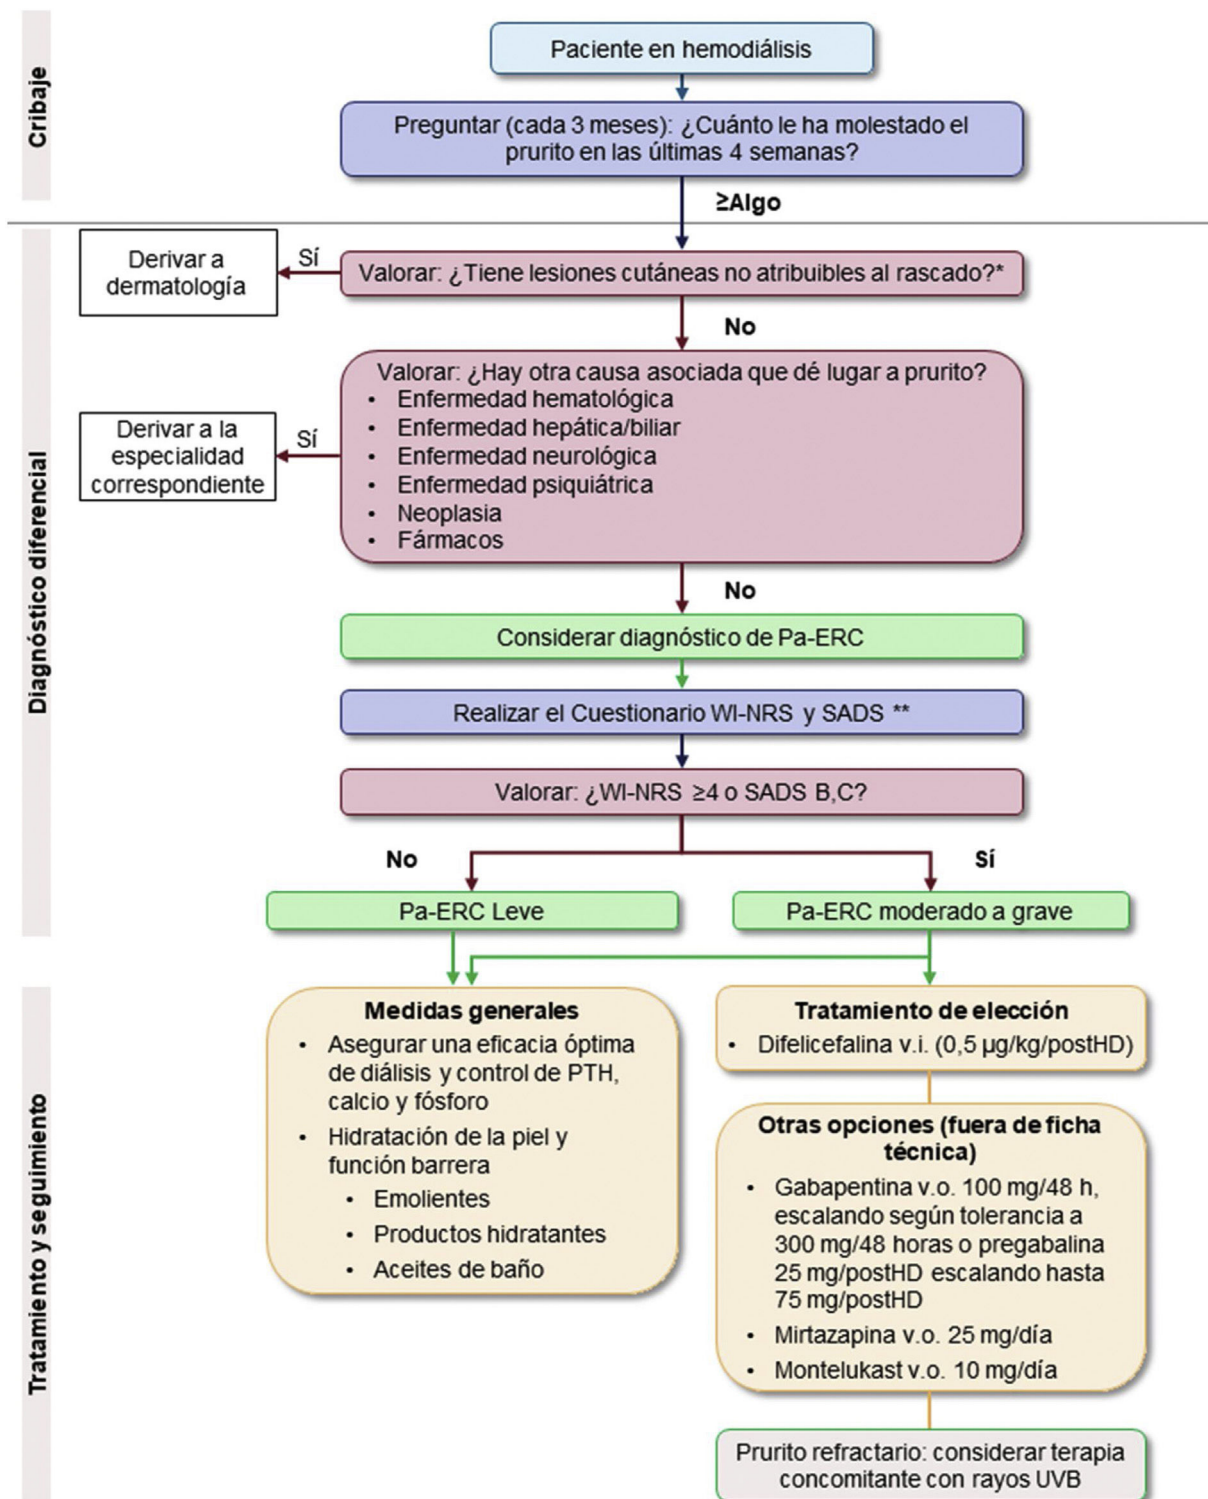 Cribaje
Paciente en hemodiálisis
Preguntar (cada 3 meses): ¿Cuánto le ha molestado el
prurito en las últimas 4 semanas?
≥Algo
Diagnóstico diferencial
Valorar: ¿Tiene lesiones cutáneas no atribuibles al rascado?*
Sí
Derivar a
dermatología
No
Valorar: ¿Hay otra causa asociada que dé lugar a prurito?
• Enfermedad hematológica
• Enfermedad hepática/biliar
• Enfermedad neurológica
• Enfermedad psiquiátrica
• Neoplasia
• Fármacos
Sí
Derivar a la
especialidad
correspondiente
No
Considerar diagnóstico de Pa-ERC
Realizar el Cuestionario WI-NRS y SADS **
Valorar: ¿WI-NRS ≥4 o SADS B,C?
No
Sí
Pa-ERC Leve
Pa-ERC moderado a grave
Tratamiento y seguimiento
Medidas generales
• Asegurar una eficacia óptima
de diálisis y control de PTH,
calcio y fósforo
• Hidratación de la piel y
función barrera
• Emolientes
• Productos hidratantes
• Aceites de baño
Tratamiento de elección
• Difelicefalina v.i. (0,5 µg/kg/postHD)
Otras opciones (fuera de ficha
técnica)
• Gabapentina v.o. 100 mg/48 h,
escalando según tolerancia a
300 mg/48 horas o pregabalina
25 mg/postHD escalando hasta
75 mg/postHD
• Mirtazapina v.o. 25 mg/día
• Montelukast v.o. 10 mg/día
Prurito refractario: considerar terapia
concomitante con rayos UVB